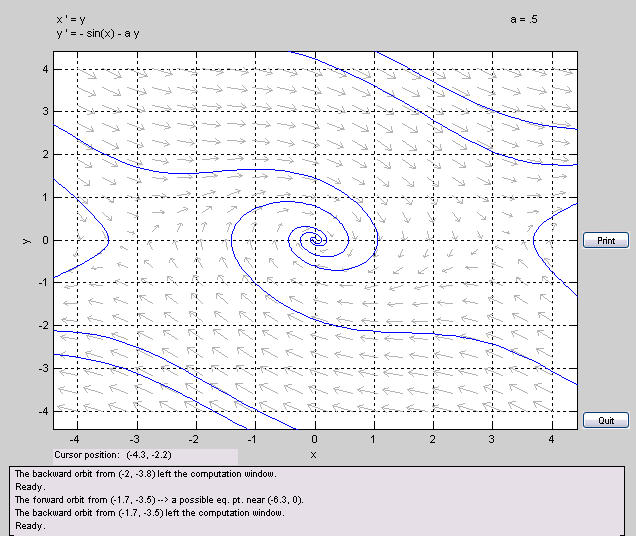 x ' = y
y ' = - sin(x) - a y
a = .5
4
3
2
1
0
-1
-2
-3
-4
y
-4
-3
-2
-1
0
1
2
3
4
x
Print
Quit
Cursor position: (-4.3, -2.2)
The backward orbit from (-2, -3.8) left the computation window.
Ready.
The forward orbit from (-1.7, -3.5) --> a possible eq. pt. near (-6.3, 0).
The backward orbit from (-1.7, -3.5) left the computation window.
Ready.